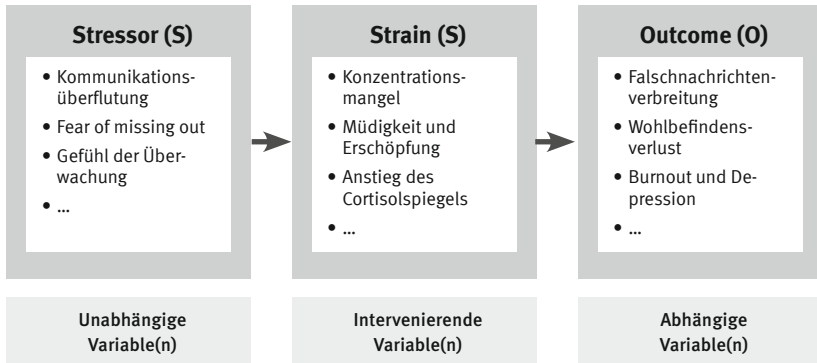 Stressor (S)
• Kommunikations-
überflutung
• Fear of missing out
• Gefühl der Über-
wachung
• ...
Strain (S)
• Konzentrations-
mangel
• Müdigkeit und
Erschöpfung
• Anstieg des
Cortisolspiegels
• ...
Outcome (O)
• Falschnachrichten-
verbreitung
• Wohlbefindens-
verlust
• Burnout und De-
pression
• ...
Unabhängige
Variable(n)
Intervenierende
Variable(n)
Abhängige
Variable(n)